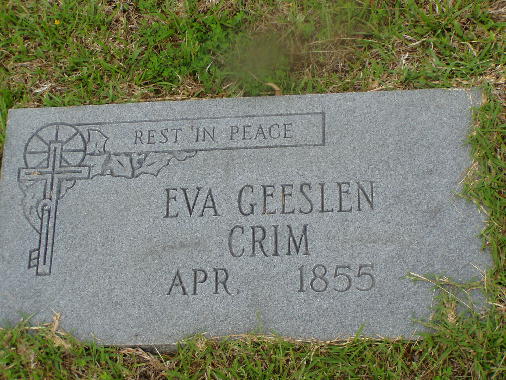 REST IN PEACE
EVA GEESLEN
CRIM
APR. 1855